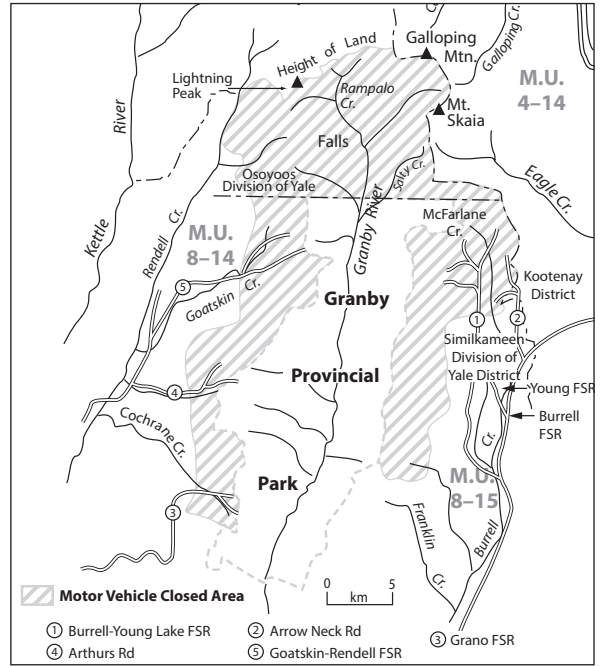 C
Galloping
Mtn.
Galloping Cr.
Height of Land
Lightning
Peak
Rampalo
Cr.
M.U.
4–14
Mt.
Skaia
River
Falls
Salty Cr.
Osoyoos
Division of Yale
Eagle Cr.
Kettle
Rendell Cr.
M.U.
8–14
Granby River
McFarlane
Cr.
Kootenay
District
5
Goatskin Cr.
Granby
1
2
Similkameen
Division of
Yale District
Provincial
Young FSR
4
Burrell
FSR
Cochrane Cr.
Cr.
Park
M.U.
8–15
3
Franklin
Cr.
Burrell
Motor Vehicle Closed Area
0 5
km
1 Burrell-Young Lake FSR
2 Arrow Neck Rd
3 Grano FSR
4 Arthurs Rd
5 Goatskin-Rendell FSR